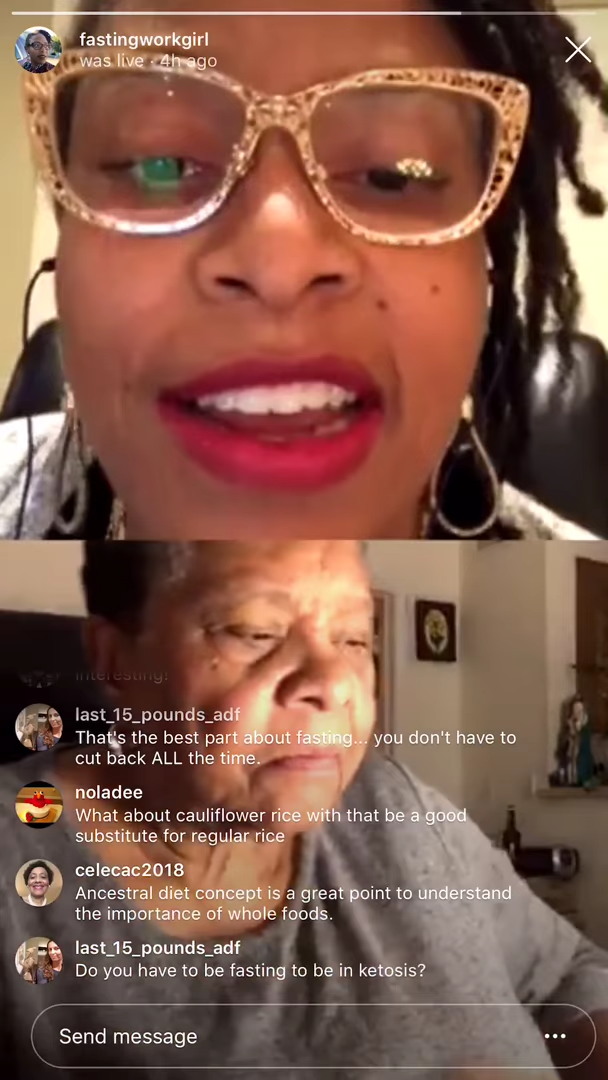 fastingworkgirl
was live · 4h ago
interesting!
last_15_pounds_adf
That's the best part about fasting... you don't have to
cut back ALL the time.
noladee
What about cauliflower rice with that be a good
substitute for regular rice
celecac2018
Ancestral diet concept is a great point to understand
the importance of whole foods.
last_15_pounds_adf
Do you have to be fasting to be in ketosis?
Send message